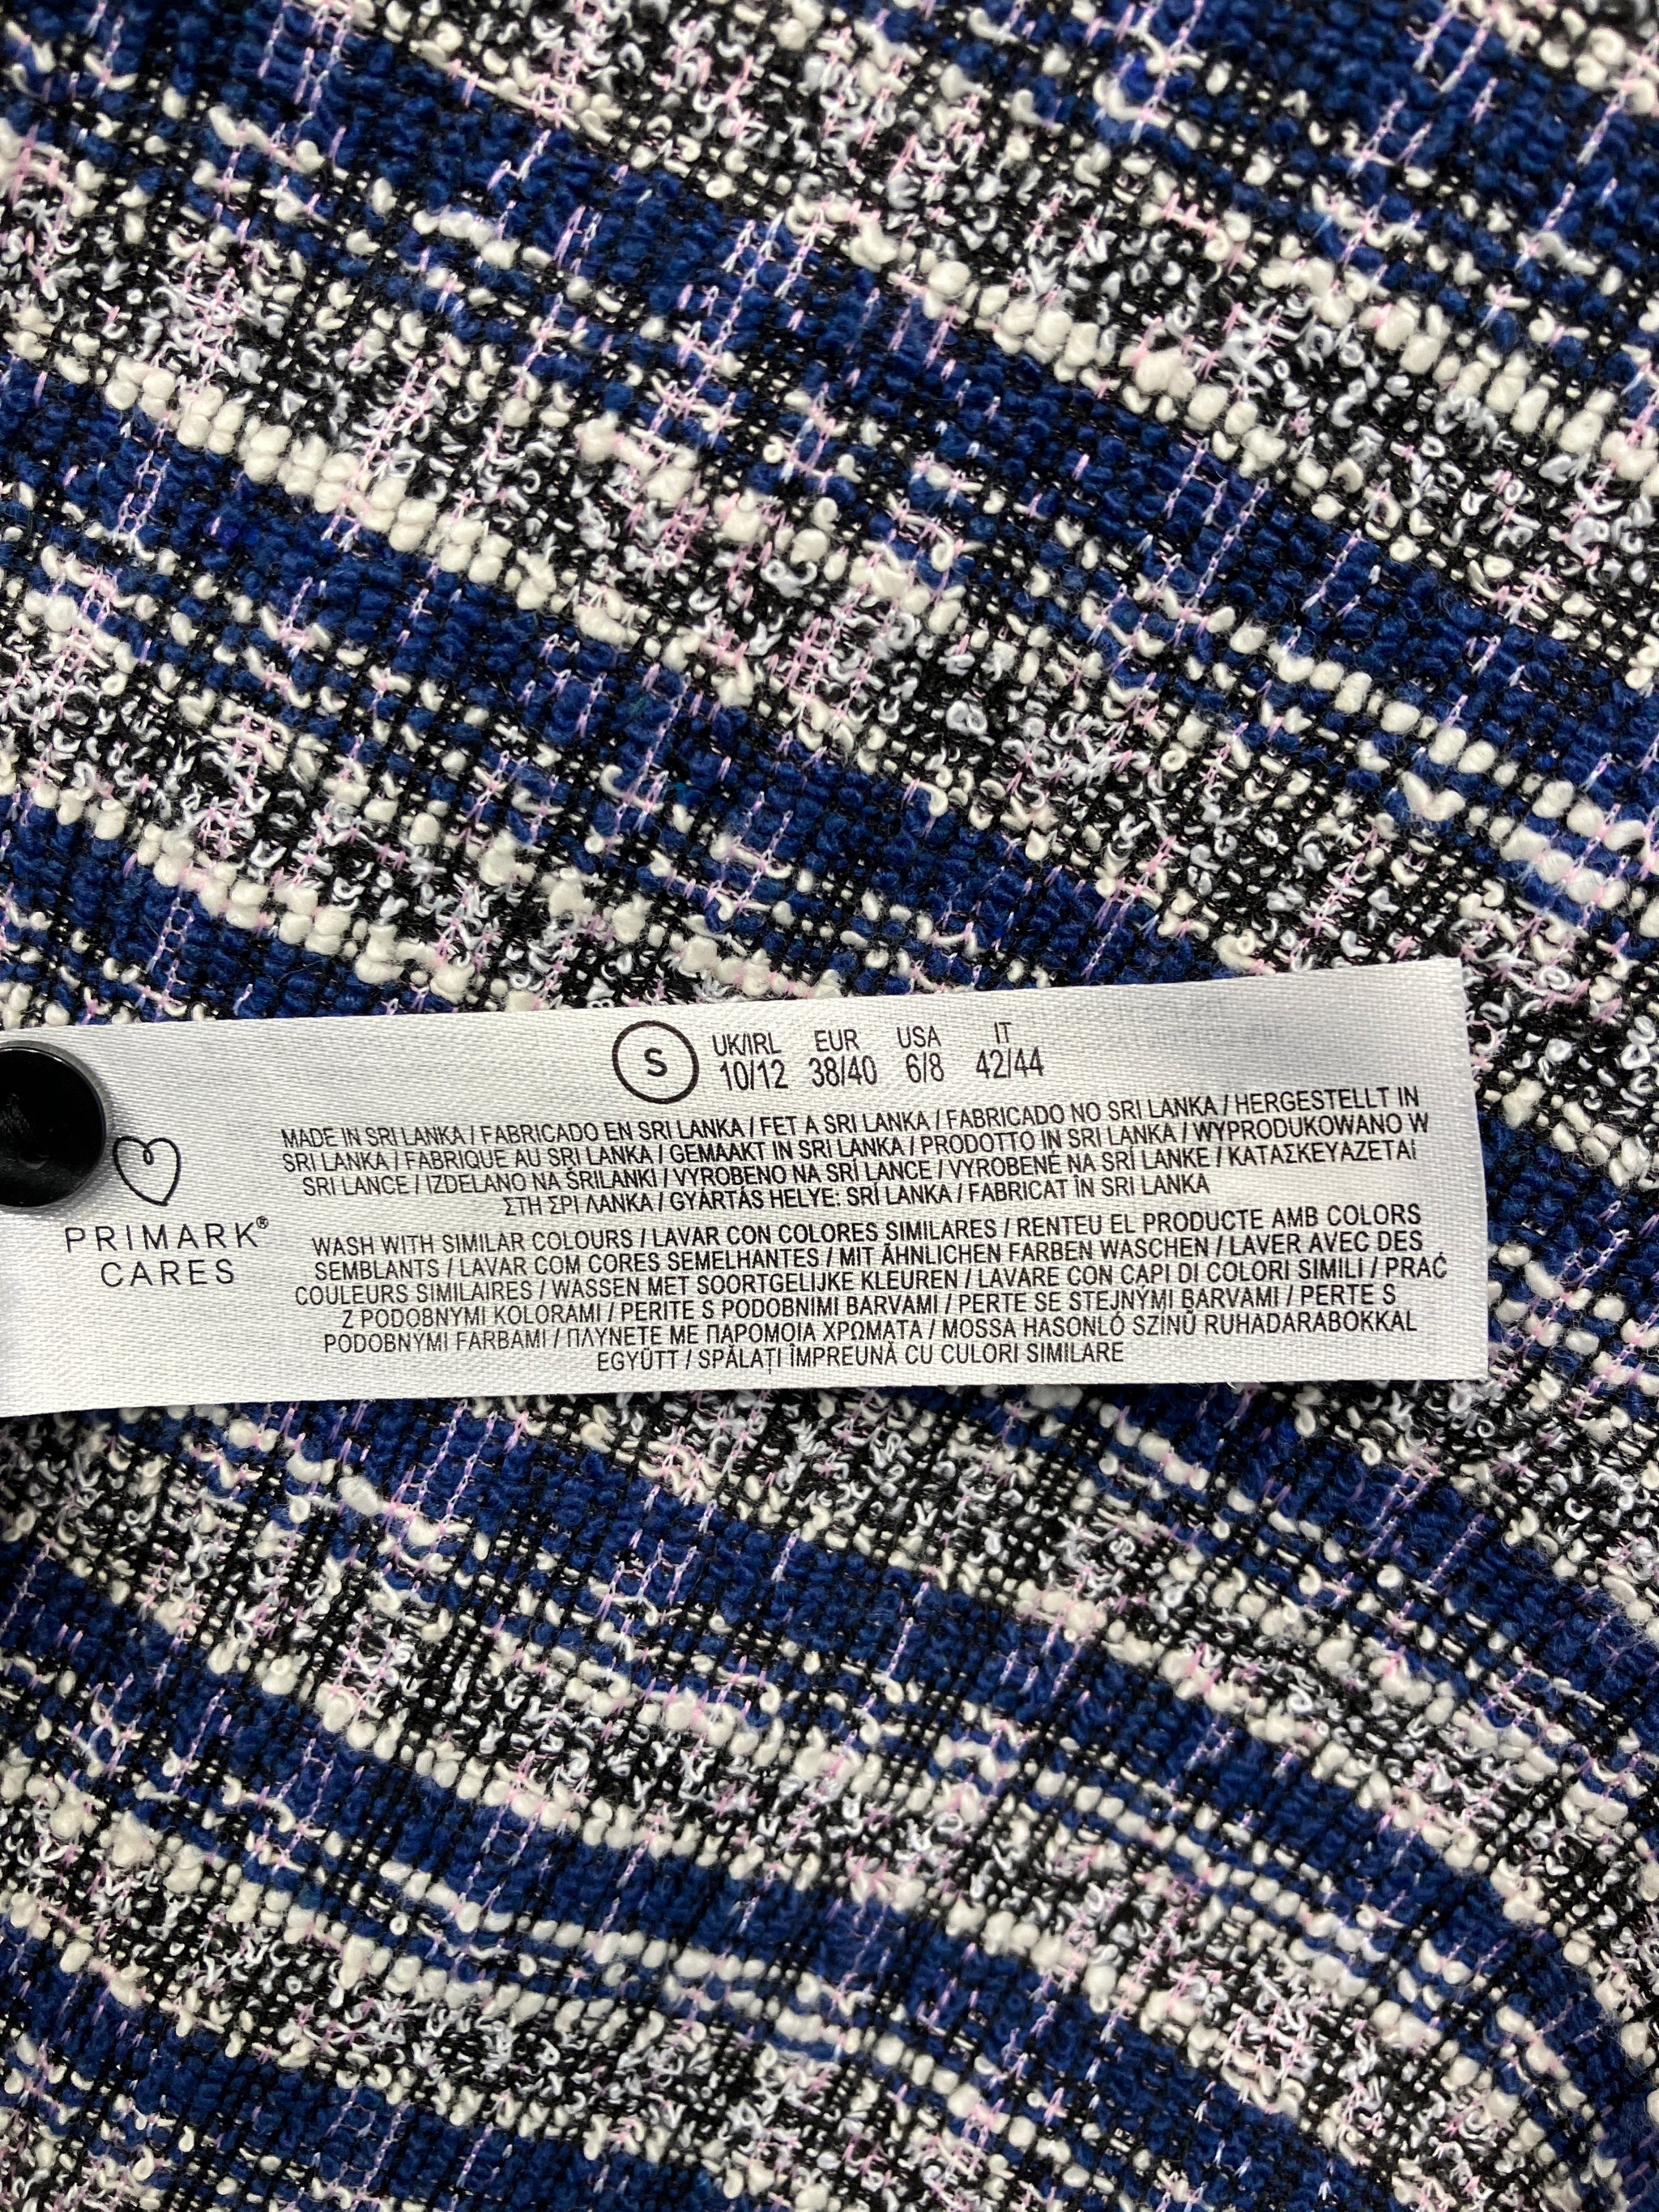 S
UK/IRL EUR USA IT
10/12 38/40 6/8 42/44
MADE IN SRI LANKA / FABRICADO EN SRI LANKA / FET A SRI LANKA / FABRICADO NO SRI LANKA / HERGESTELLT IN
SRI LANKA / FABRIQUE AU SRI LANKA / GEMAAKT IN SRI LANKA / PRODOTTO IN SRI LANKA / WYPRODUKOWANO W
SRI LANCE / IZDELANO NA ŠRILANKI / VYROBENO NA SRÍ LANCE / VYROBENÉ NA SRÍ LANKE / ΚΑΤΑΣΚΕΥΑΖΕΤΑΙ
ΣΤΗ ΣΡΙ ΛΑΝΚΑ / GYÁRTÁS HELYE: SRÍ LANKA / FABRICAT ÎN SRI LANKA
PRIMARK®
CARES
WASH WITH SIMILAR COLOURS / LAVAR CON COLORES SIMILARES / RENTEU EL PRODUCTE AMB COLORS
SEMBLANTS / LAVAR COM CORES SEMELHANTES / MIT ÄHNLICHEN FARBEN WASCHEN / LAVER AVEC DES
COULEURS SIMILAIRES / WASSEN MET SOORTGELIJKE KLEUREN / LAVARE CON CAPI DI COLORI SIMILI / PRAĆ
Z PODOBNYMI KOLORAMI / PERITE S PODOBNIMI BARVAMI / PERTE SE STEJNÝMI BARVAMI / PERTE S
PODOBNÝMI FARBAMI / ΠΛΥΝΕΤΕ ΜΕ ΠΑΡΟΜΟΙΑ ΧΡΩΜΑΤΑ / MOSSA HASONLÓ SZÍNŰ RUHADARABOKKAL
EGYÜTT / SPĂLAȚI ÎMPREUNĂ CU CULORI SIMILARE